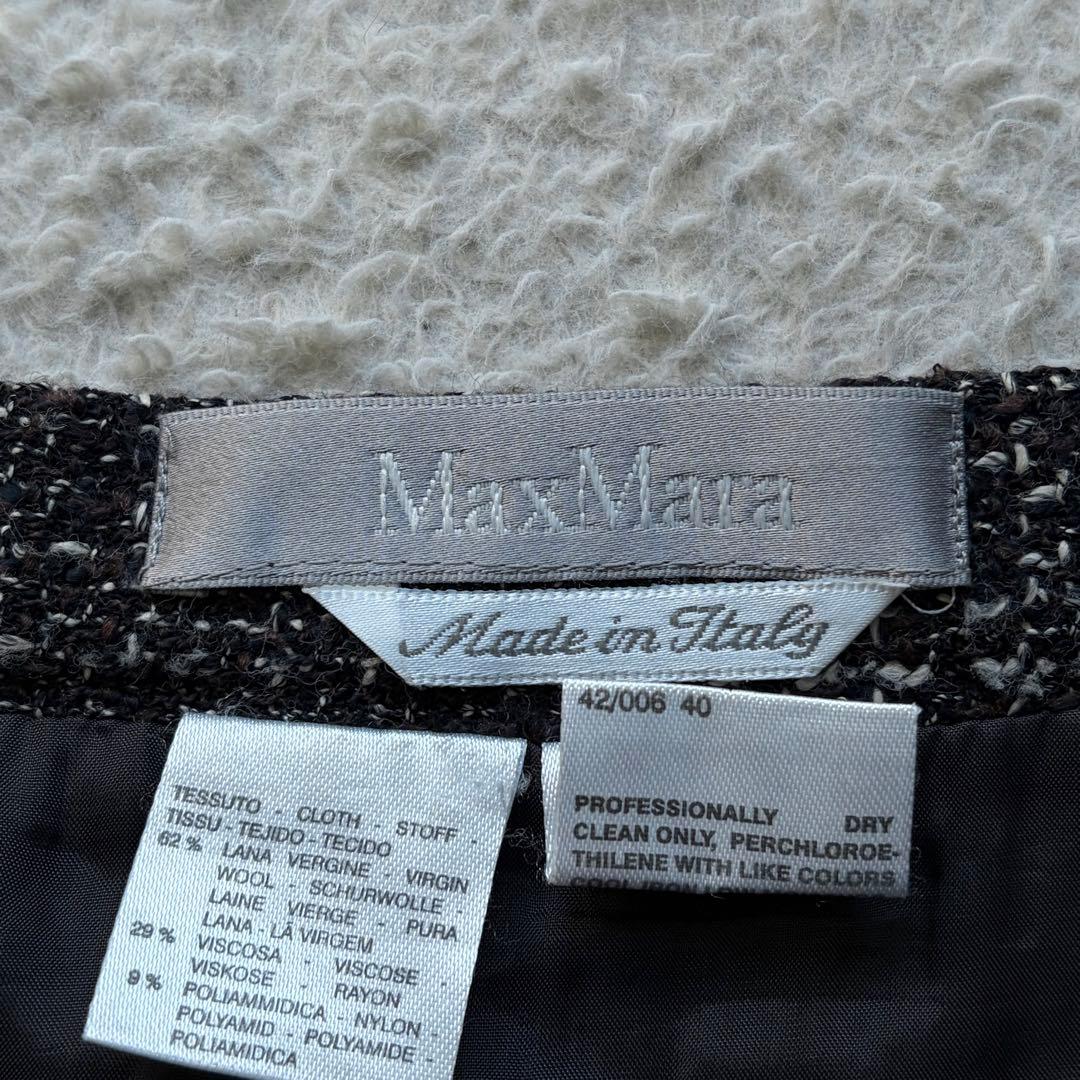 MaxMara
Made in Italy
42/006 40
PROFESSIONALLY DRY
CLEAN ONLY, PERCHLOROE-
THILENE WITH LIKE COLORS
COOL IRON
TESSUTO - CLOTH - STOFF -
TISSU - TEJIDO - TECIDO
62 % LANA VERGINE - VIRGIN
WOOL - SCHURWOLLE -
LAINE VIERGE - PURA
LANA - LÃ VIRGEM
29 % VISCOSA - VISCOSE -
VISKOSE - RAYON
9 % POLIAMMIDICA - NYLON -
POLYAMID - POLYAMIDE -
POLIAMIDICA